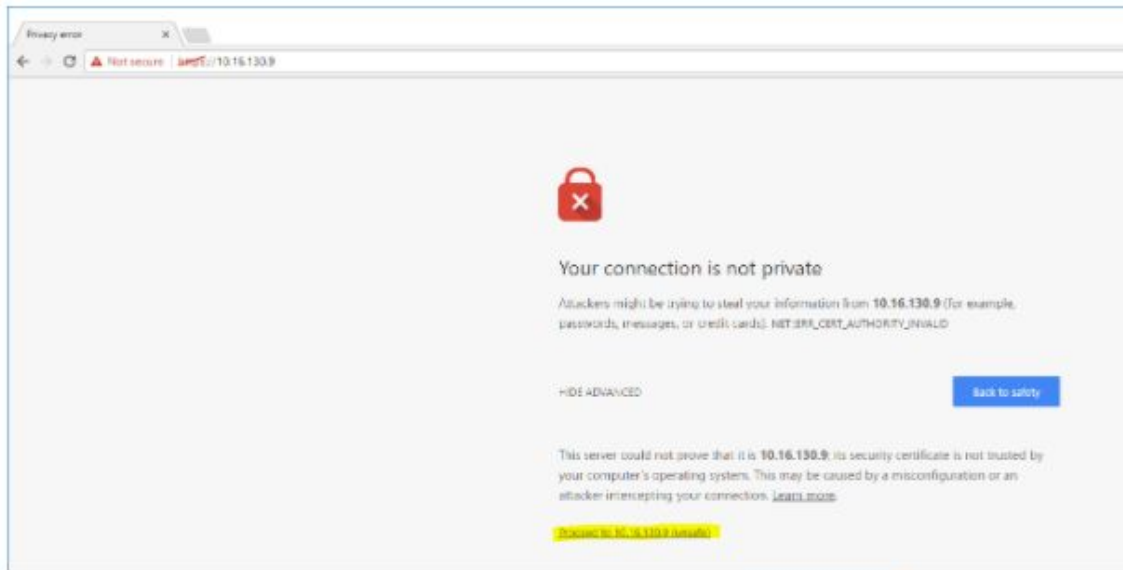 Privacy error
Not secure | https://10.16.130.9
Your connection is not private
Attackers might be trying to steal your information from 10.16.130.9 (for example,
passwords, messages, or credit cards). NET::ERR_CERT_AUTHORITY_INVALID
HIDE ADVANCED
Back to safety
This server could not prove that it is 10.16.130.9; its security certificate is not trusted by
your computer's operating system. This may be caused by a misconfiguration or an
attacker intercepting your connection. Learn more.
Proceed to 10.16.130.9 (unsafe)